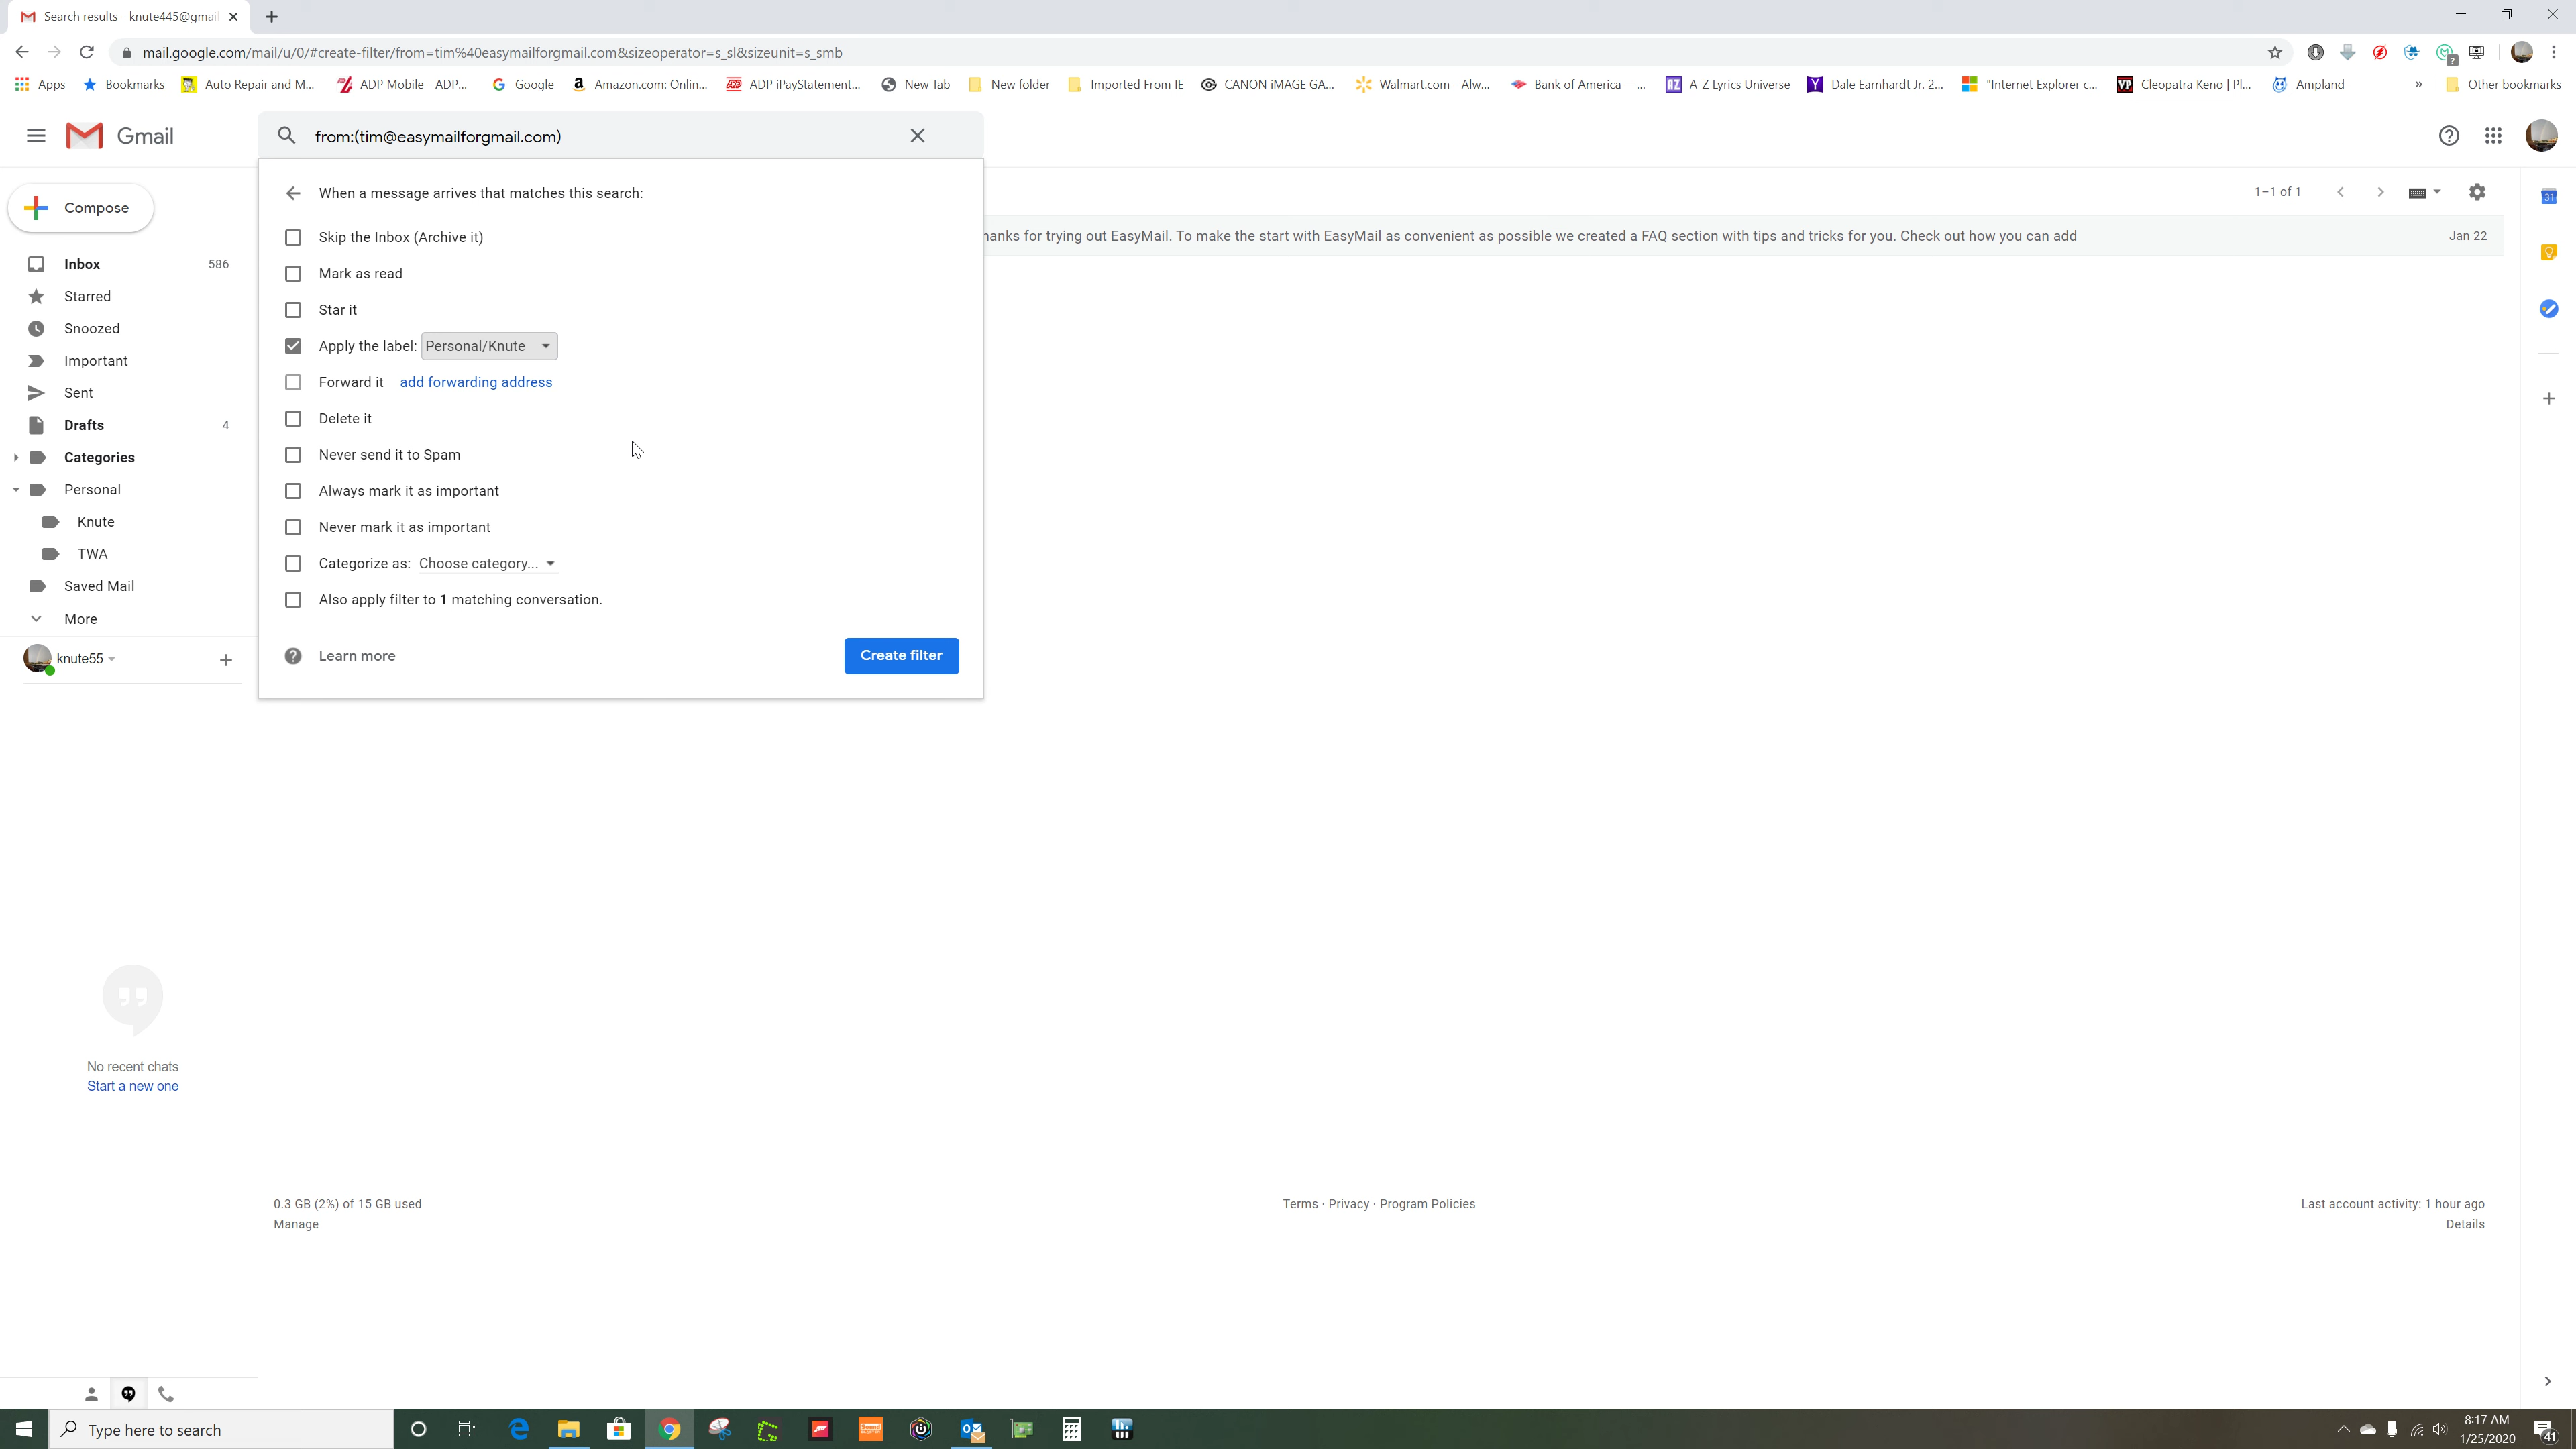 Search results - knute445@gmai
mail.google.com/mail/u/0/#create-filter/from=tim%40easymailforgmail.com&sizeoperator=s_sl&sizeunit=s_smb
Apps Bookmarks Auto Repair and M... ADP Mobile - ADP... Google Amazon.com: Onlin... ADP iPayStatement... New Tab New folder Imported From IE CANON iMAGE GA... Walmart.com - Alw... Bank of America —... A-Z Lyrics Universe Dale Earnhardt Jr. 2... "Internet Explorer c... Cleopatra Keno | Pl... Ampland » Other bookmarks
Gmail
from:(tim@easymailforgmail.com)
Compose
When a message arrives that matches this search:
1–1 of 1
Skip the Inbox (Archive it)
hanks for trying out EasyMail. To make the start with EasyMail as convenient as possible we created a FAQ section with tips and tricks for you. Check out how you can add
Jan 22
Inbox 586
Mark as read
Starred
Star it
Snoozed
Apply the label: Personal/Knute
Important
Forward it add forwarding address
Sent
Delete it
Drafts 4
Never send it to Spam
Categories
Always mark it as important
Personal
Never mark it as important
Knute
TWA
Categorize as: Choose category...
Saved Mail
Also apply filter to 1 matching conversation.
More
knute55
Learn more
Create filter
No recent chats
Start a new one
0.3 GB (2%) of 15 GB used
Manage
Terms · Privacy · Program Policies
Last account activity: 1 hour ago
Details
Type here to search
8:17 AM
1/25/2020
41